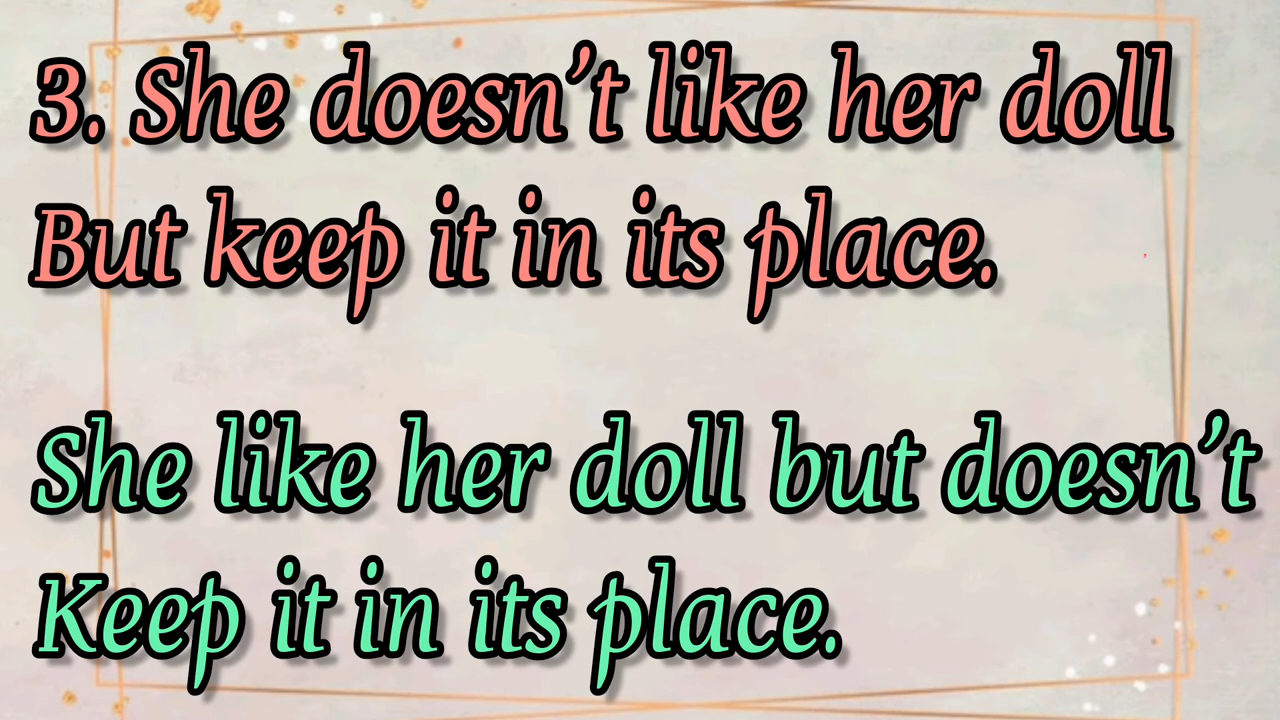 3. She doesn’t like her doll
But keep it in its place.
She like her doll but doesn’t
Keep it in its place.